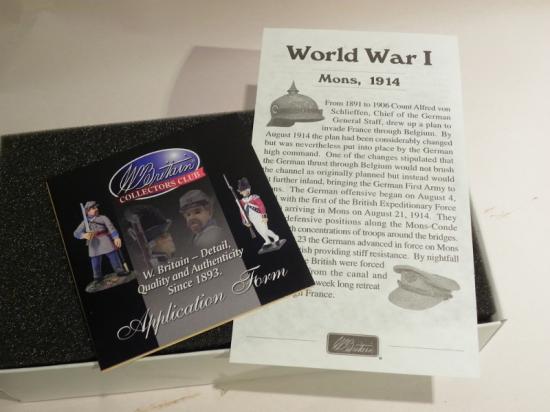 World War I
Mons, 1914
From 1891 to 1906 Count Alfred von
Schlieffen, Chief of the German
General Staff, drew up a plan to
invade France through Belgium. By
August 1914 the plan had been considerably changed
but was nevertheless put into place by the German
high command. One of the changes stipulated that
the German thrust through Belgium would not brush
the channel as originally planned but instead would
further inland, bringing the German First Army to
Mons. The German offensive began on August 4,
with the first of the British Expeditionary Force
arriving in Mons on August 21, 1914. They
defensive positions along the Mons-Conde
concentrations of troops around the bridges.
23 the Germans advanced in force on Mons
providing stiff resistance. By nightfall
the British were forced
from the canal and
week long retreat
France.
W. Britain
W. Britain
COLLECTORS CLUB
W. Britain ~ Detail,
Quality and Authenticity
Since 1893.
Application Form